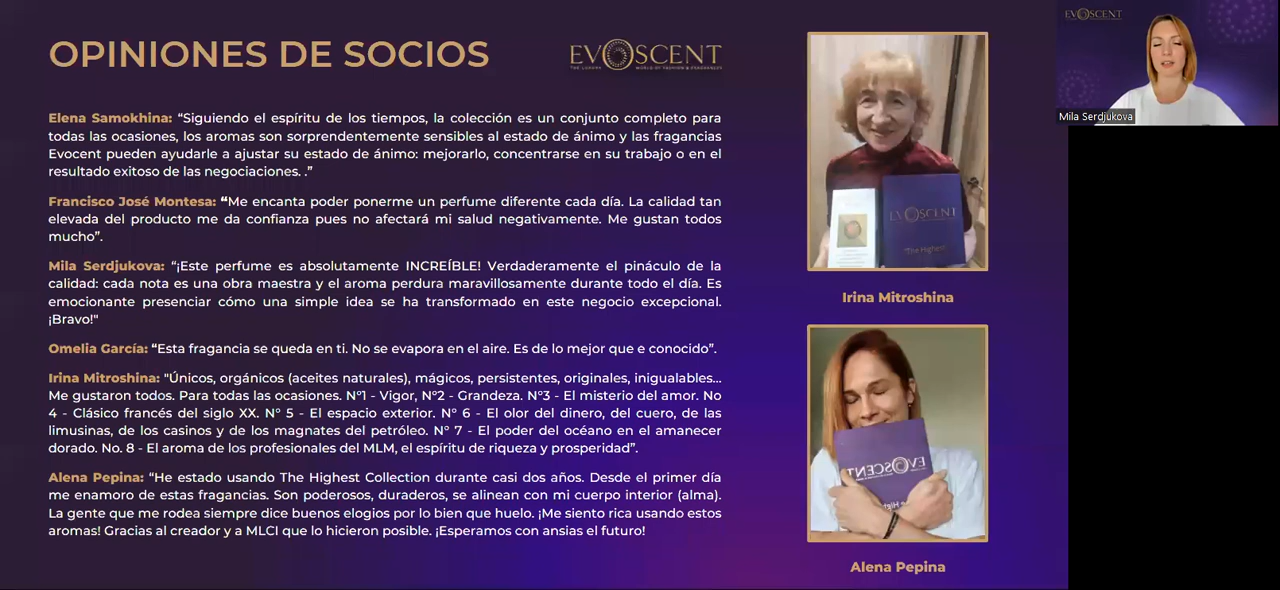 OPINIONES DE SOCIOS
EVOSCENT
Elena Samokhina: “Siguiendo el espíritu de los tiempos, la colección es un conjunto completo para
todas las ocasiones, los aromas son sorprendentemente sensibles al estado de ánimo y las fragancias
Evocent pueden ayudarle a ajustar su estado de ánimo: mejorarlo, concentrarse en su trabajo o en el
resultado exitoso de las negociaciones. .”
Francisco José Montesa: “Me encanta poder ponerme un perfume diferente cada día. La calidad tan
elevada del producto me da confianza pues no afectará mi salud negativamente. Me gustan todos
mucho”.
Mila Serdjukova: “¡Este perfume es absolutamente INCREÍBLE! Verdaderamente el pináculo de la
calidad: cada nota es una obra maestra y el aroma perdura maravillosamente durante todo el día. Es
emocionante presenciar cómo una simple idea se ha transformado en este negocio excepcional.
¡Bravo!"
Omelia García: “Esta fragancia se queda en ti. No se evapora en el aire. Es de lo mejor que e conocido”.
Irina Mitroshina: "Únicos, orgánicos (aceites naturales), mágicos, persistentes, originales, inigualables...
Me gustaron todos. Para todas las ocasiones. Nº1 - Vigor, Nº2 - Grandeza. Nº3 - El misterio del amor. No
4 - Clásico francés del siglo XX. Nº 5 - El espacio exterior. Nº 6 - El olor del dinero, del cuero, de las
limusinas, de los casinos y de los magnates del petróleo. Nº 7 - El poder del océano en el amanecer
dorado. No. 8 - El aroma de los profesionales del MLM, el espíritu de riqueza y prosperidad”.
Alena Pepina: “He estado usando The Highest Collection durante casi dos años. Desde el primer día
me enamoro de estas fragancias. Son poderosos, duraderos, se alinean con mi cuerpo interior (alma).
La gente que me rodea siempre dice buenos elogios por lo bien que huelo. ¡Me siento rica usando estos
aromas! Gracias al creador y a MLCI que lo hicieron posible. ¡Esperamos con ansias el futuro!
EVOSCENT
"The Highest
Irina Mitroshina
EVOSCENT
Alena Pepina
EVOSCENT
Mila Serdjukova